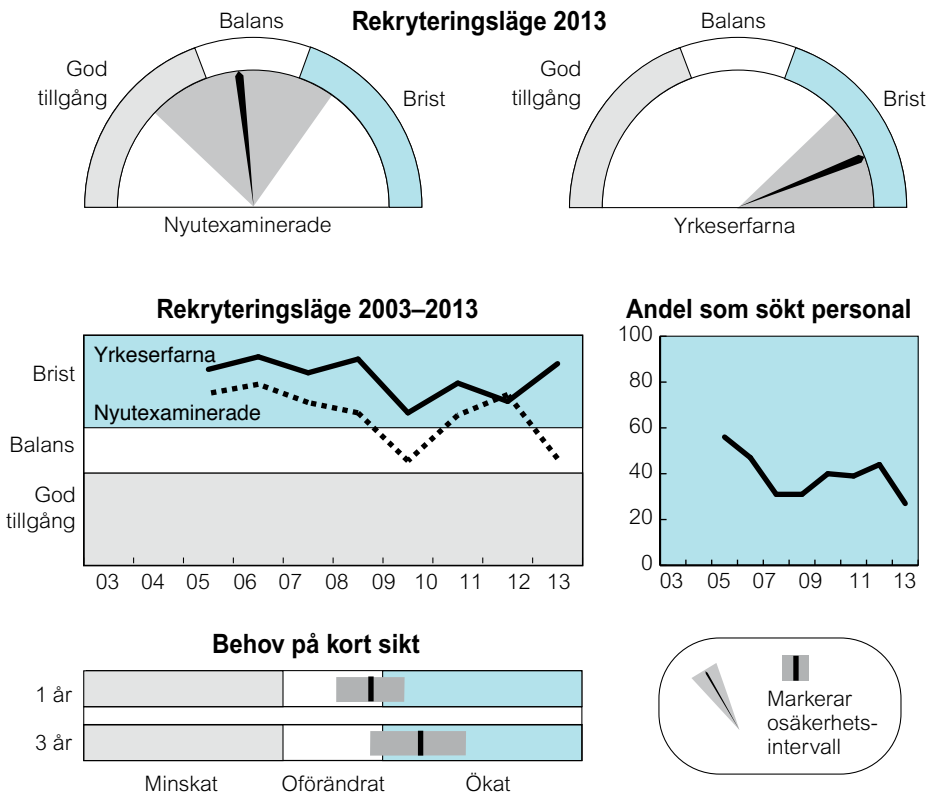 Rekryteringsläge 2013
Balans
God
tillgång
Brist
Nyutexaminerade
Balans
God
tillgång
Brist
Yrkeserfarna
Rekryteringsläge 2003–2013
Brist
Balans
God
tillgång
Yrkeserfarna
Nyutexaminerade
03 04 05 06 07 08 09 10 11 12 13
Andel som sökt personal
100
80
60
40
20
0
03 05 07 09 11 13
Behov på kort sikt
1 år
3 år
Minskat Oförändrat Ökat
Markerar
osäkerhets-
intervall